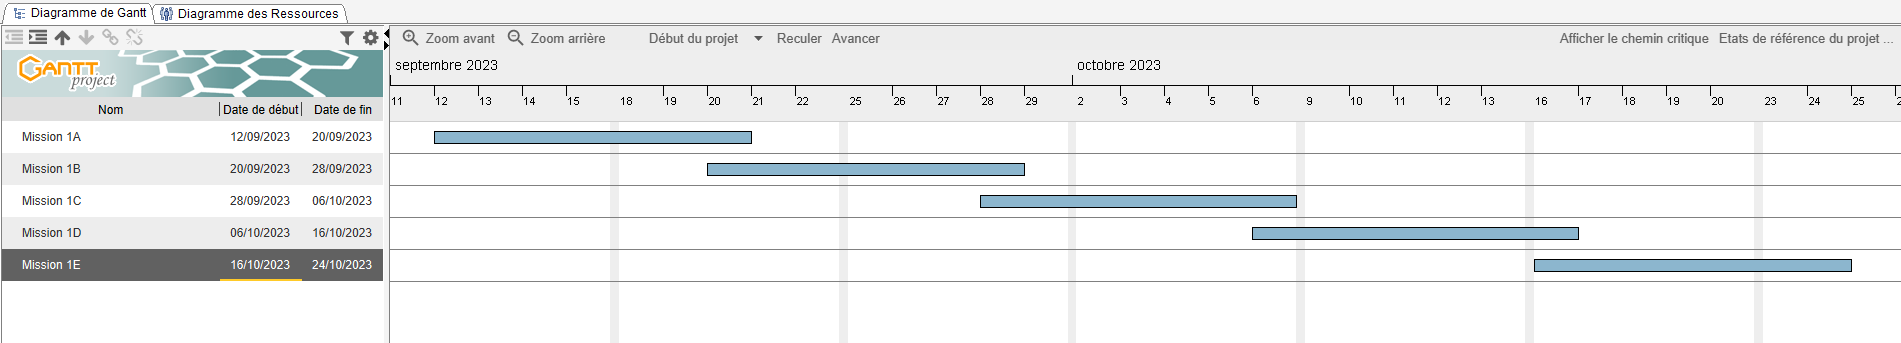 Diagramme de Gantt Diagramme des Ressources
Zoom avant Zoom arrière Début du projet Reculer Avancer Afficher le chemin critique Etats de référence du projet ...
GANTT project
septembre 2023 octobre 2023
11 12 13 14 15 18 19 20 21 22 25 26 27 28 29 2 3 4 5 6 9 10 11 12 13 16 17 18 19 20 23 24 25 2
Nom Date de début Date de fin
Mission 1A 12/09/2023 20/09/2023
Mission 1B 20/09/2023 28/09/2023
Mission 1C 28/09/2023 06/10/2023
Mission 1D 06/10/2023 16/10/2023
Mission 1E 16/10/2023 24/10/2023